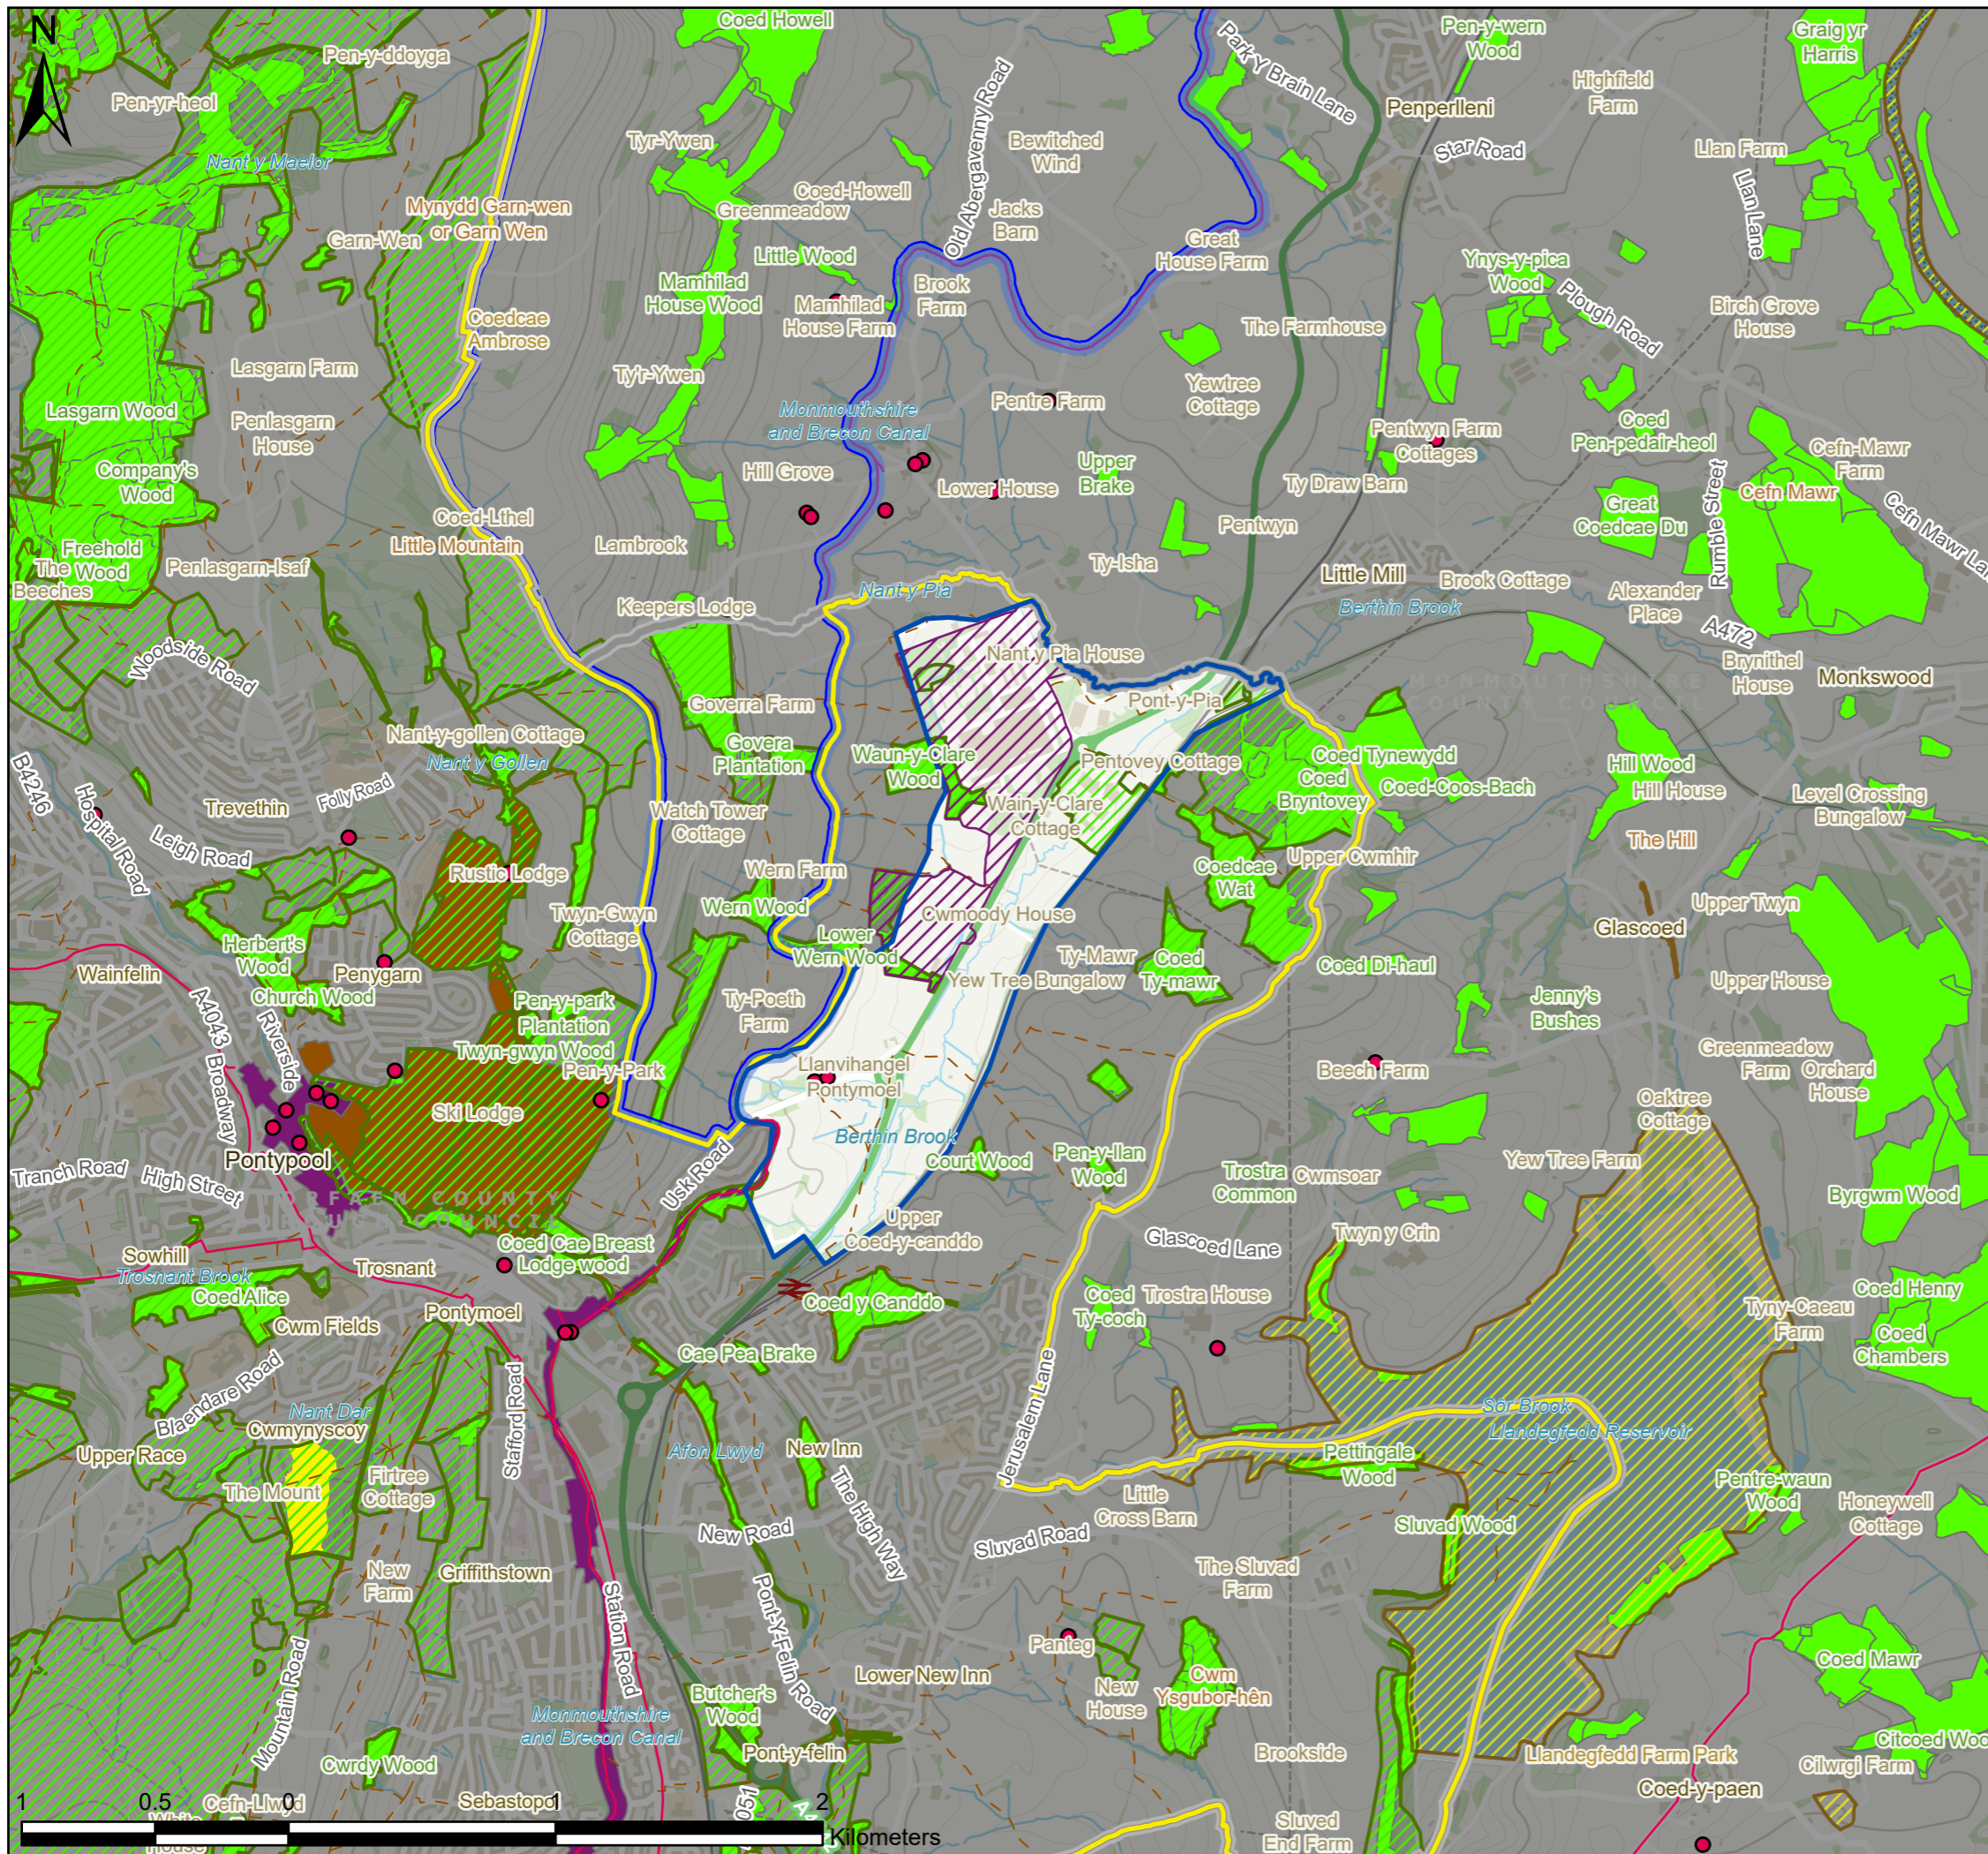 N
Pen-y-ddoyga
Coed Howell
Park Y Brain Lane
Pen-y-wern
Wood
Graig yr
Harris
Pen-yr-heol
Highfield
Farm
Penperlleni
Old Abergavenny Road
Tyr-Ywen
Bewitched
Wind
Star Road
Llan Farm
Nant y Maelor
Llan Lane
Mynydd Garn-wen
or Garn Wen
Coed-Howell
Greenmeadow
Jacks
Barn
Garn-Wen
Little Wood
Great
House Farm
Ynys-y-pica
Wood
Mamhilad
House Wood
Brook
Farm
Plough Road
Coedcae
Ambrose
Mamhilad
House Farm
The Farmhouse
Birch Grove
House
Lasgarn Farm
Ty'r-Ywen
Yewtree
Cottage
Pentre Farm
Lasgarn Wood
Penlasgarn
House
Monmouthshire
and Brecon Canal
Pentwyn Farm
Cottages
Coed
Pen-pedair-heol
Cefn-Mawr
Farm
Company's
Wood
Hill Grove
Lower House
Upper
Brake
Ty Draw Barn
Rumble Street
Cefn Mawr
Cefn Mawr La
Great
Coedcae Du
Coed-Lthel
Little Mountain
Lambrook
Pentwyn
Freehold
Wood
The
Beeches
Penlasgarn-Isaf
Ty-Isha
Little Mill
Brook Cottage
Alexander
Place
Keepers Lodge
Nant y Pia
Berthin Brook
A472
Woodside Road
Nant y Pia House
Brynithel
House
Monkswood
MONMOUTHSHIRE
COUNTY COUNCIL
Goverra Farm
Pont-y-Pia
Nant-y-gollen Cottage
Nant y Gollen
Govera
Plantation
Waun-y-Clare
Wood
Pentovey Cottage
Coed Tynewydd
Coed
Bryntovey
Coed-Coos-Bach
Hill Wood
Hill House
Level Crossing
Bungalow
B4246
Hospital Road
Trevethin
Folly Road
Leigh Road
Watch Tower
Cottage
Wain-y-Clare
Cottage
The Hill
Rustic Lodge
Wern Farm
Upper Cwmhir
Coedcae
Wat
Wern Wood
Twyn-Gwyn
Cottage
Cwmoody House
Upper Twyn
Glascoed
Herbert's
Wood
Lower
Wern Wood
Ty-Mawr
Coed
Ty-mawr
Coed Di-haul
Wainfelin
Penygarn
Church Wood
Yew Tree Bungalow
Upper House
Pen-y-park
Plantation
Ty-Poeth
Farm
Jenny's
Bushes
A4043
Broadway
Riverside
Twyn-gwyn Wood
Pen-y-Park
Llanvihangel
Pontymoel
Beech Farm
Greenmeadow
Farm
Orchard
House
Ski Lodge
Oaktree
Cottage
Berthin Brook
Pontypool
Tranch Road
High Street
Usk Road
Court Wood
Pen-y-llan
Wood
Trostra
Common
Cwmsoar
Yew Tree Farm
Byrgwm Wood
RFAEN COUNTY
OROUGH COUNCIL
Upper
Coed-y-canddo
Twyn y Crin
Glascoed Lane
Sowhill
Trosnant Brook
Trosnant
Coed Cae Breast
Lodge wood
Coed Alice
Cwm Fields
Pontymoel
Coed y Canddo
Coed
Ty-coch
Trostra House
Tyny-Caeau
Farm
Coed Henry
Coed
Chambers
Cae Pea Brake
Blaendare Road
Stafford Road
Jerusalem Lane
Nant Dar
Cwmynyscoy
Afon Lwyd
New Inn
Sôr Brook
Llandegfedd Reservoir
Upper Race
The Mount
Firtree
Cottage
The High Way
Pettingale
Wood
Little
Cross Barn
Pentre-waun
Wood
Honeywell
Cottage
New Road
Sluvad Road
Sluvad Wood
New
Farm
Griffithstown
Station Road
Pont-Y-Felin Road
The Sluvad
Farm
Panteg
Mountain Road
Lower New Inn
Cwm
Ysgubor-hên
New
House
Coed Mawr
Butcher's
Wood
Monmouthshire
and Brecon Canal
Cwrdy Wood
Pont-y-felin
Brookside
Llandegfedd Farm Park
Citcoed Woo
Cilwrgi Farm
Coed-y-paen
Cefn-Llwyd
Sebastopol
Sluved
End Farm
1 0.5 0 1 2
Kilometers